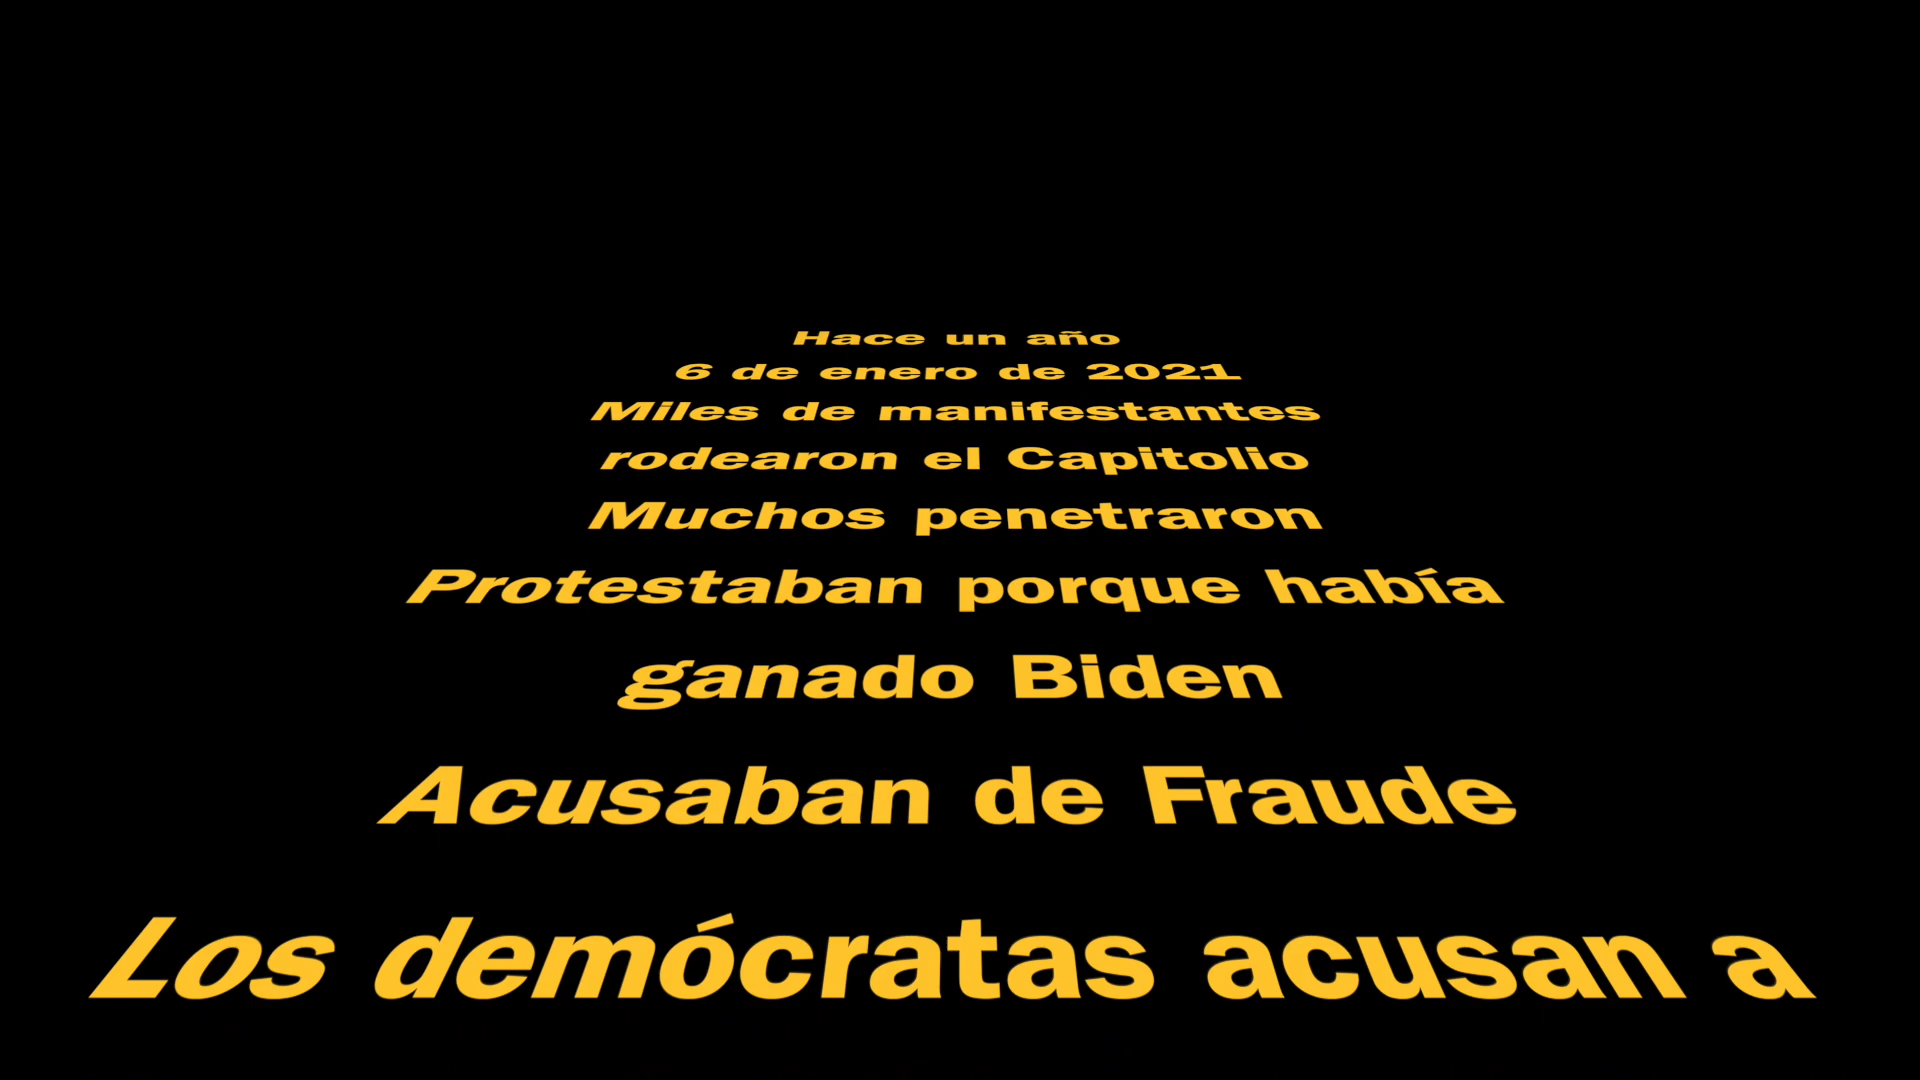 Hace un año
6 de enero de 2021
Miles de manifestantes
rodearon el Capitolio
Muchos penetraron
Protestaban porque había
ganado Biden
Acusaban de Fraude
Los demócratas acusan a